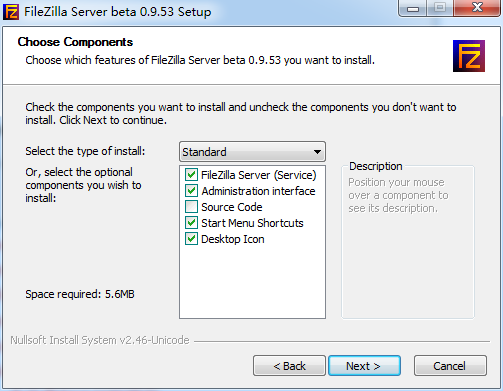 FileZilla Server beta 0.9.53 Setup
Choose Components
Choose which features of FileZilla Server beta 0.9.53 you want to install.
Check the components you want to install and uncheck the components you don't want to
install. Click Next to continue.
Select the type of install:
Standard
Or, select the optional
components you wish to
install:
FileZilla Server (Service)
Administration interface
Source Code
Start Menu Shortcuts
Desktop Icon
Description
Position your mouse
over a component to
see its description.
Space required: 5.6MB
Nullsoft Install System v2.46-Unicode
< Back
Next >
Cancel